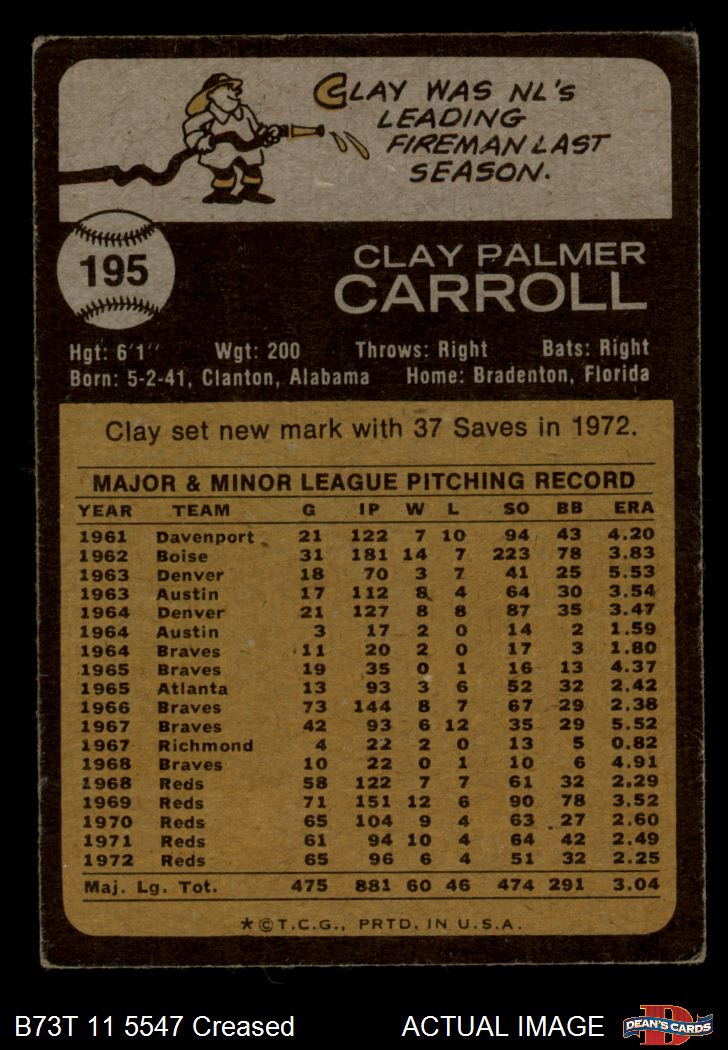 CLAY WAS NL'S
LEADING
FIREMAN LAST
SEASON.
195
CLAY PALMER
CARROLL
Hgt: 6'1" Wgt: 200 Throws: Right Bats: Right
Born: 5-2-41, Clanton, Alabama Home: Bradenton, Florida
Clay set new mark with 37 Saves in 1972.
MAJOR & MINOR LEAGUE PITCHING RECORD
YEAR TEAM G IP W L SO BB ERA
1961 Davenport 21 122 7 10 94 43 4.20
1962 Boise 31 181 14 7 223 78 3.83
1963 Denver 18 70 3 7 41 25 5.53
1963 Austin 17 112 8 4 64 30 3.54
1964 Denver 21 127 8 8 87 35 3.47
1964 Austin 3 17 2 0 14 2 1.59
1964 Braves 11 20 2 0 17 3 1.80
1965 Braves 19 35 0 1 16 13 4.37
1965 Atlanta 13 93 3 6 52 32 2.42
1966 Braves 73 144 8 7 67 29 2.38
1967 Braves 42 93 6 12 35 29 5.52
1967 Richmond 4 22 2 0 13 5 0.82
1968 Braves 10 22 0 1 10 6 4.91
1968 Reds 58 122 7 7 61 32 2.29
1969 Reds 71 151 12 6 90 78 3.52
1970 Reds 65 104 9 4 63 27 2.60
1971 Reds 61 94 10 4 64 42 2.49
1972 Reds 65 96 6 4 51 32 2.25
Maj. Lg. Tot. 475 881 60 46 474 291 3.04
*©T.C.G., PRTD. IN U.S.A.
B73T 11 5547 Creased ACTUAL IMAGE
D
DEAN'S CARDS